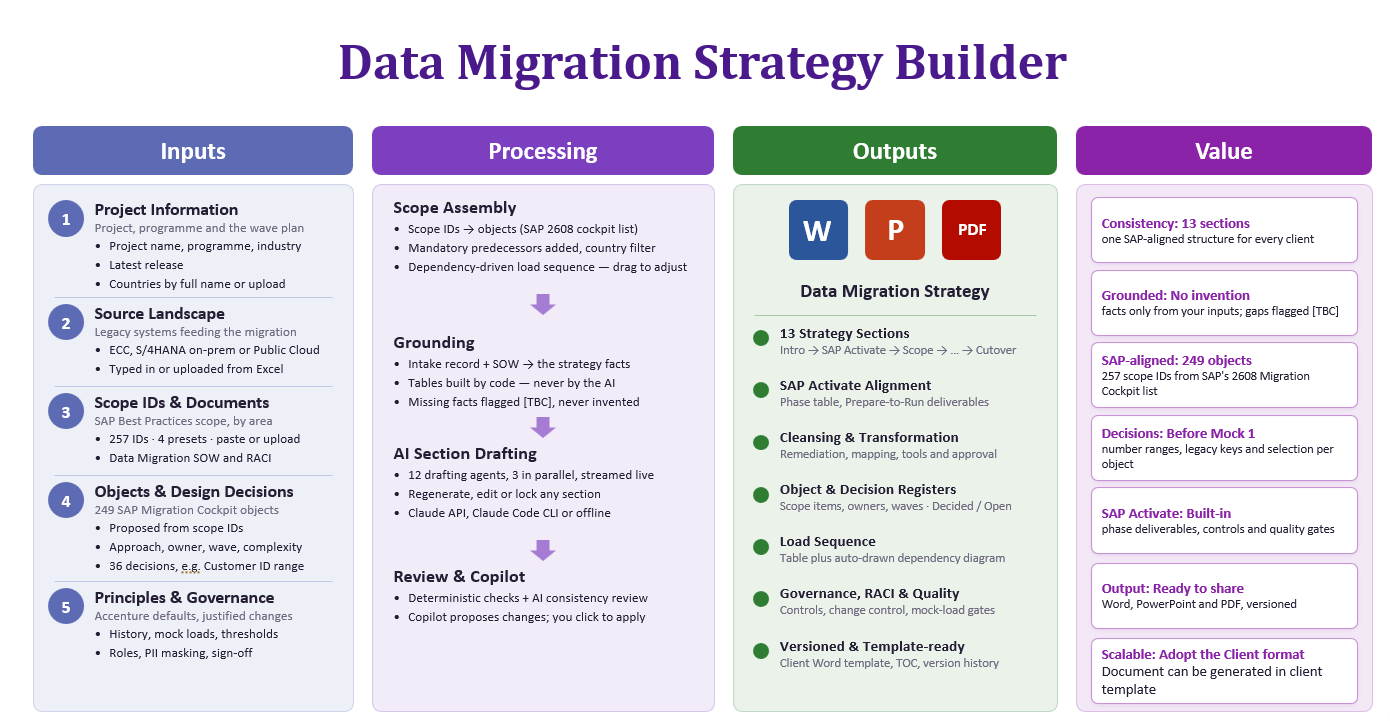 Data Migration Strategy Builder
Inputs
1
Project Information
Project, programme and the wave plan
• Project name, programme, industry
• Latest release
• Countries by full name or upload
2
Source Landscape
Legacy systems feeding the migration
• ECC, S/4HANA on-prem or Public Cloud
• Typed in or uploaded from Excel
3
Scope IDs & Documents
SAP Best Practices scope, by area
• 257 IDs · 4 presets · paste or upload
• Data Migration SOW and RACI
4
Objects & Design Decisions
249 SAP Migration Cockpit objects
• Proposed from scope IDs
• Approach, owner, wave, complexity
• 36 decisions, e.g. Customer ID range
5
Principles & Governance
Accenture defaults, justified changes
• History, mock loads, thresholds
• Roles, PII masking, sign-off
Processing
Scope Assembly
• Scope IDs → objects (SAP 2608 cockpit list)
• Mandatory predecessors added, country filter
• Dependency-driven load sequence — drag to adjust
Grounding
• Intake record + SOW → the strategy facts
• Tables built by code — never by the AI
• Missing facts flagged [TBC], never invented
AI Section Drafting
• 12 drafting agents, 3 in parallel, streamed live
• Regenerate, edit or lock any section
• Claude API, Claude Code CLI or offline
Review & Copilot
• Deterministic checks + AI consistency review
• Copilot proposes changes; you click to apply
Outputs
W
P
PDF
Data Migration Strategy
13 Strategy Sections
Intro → SAP Activate → Scope → … → Cutover
SAP Activate Alignment
Phase table, Prepare-to-Run deliverables
Cleansing & Transformation
Remediation, mapping, tools and approval
Object & Decision Registers
Scope items, owners, waves · Decided / Open
Load Sequence
Table plus auto-drawn dependency diagram
Governance, RACI & Quality
Controls, change control, mock-load gates
Versioned & Template-ready
Client Word template, TOC, version history
Value
Consistency: 13 sections
one SAP-aligned structure for every client
Grounded: No invention
facts only from your inputs; gaps flagged [TBC]
SAP-aligned: 249 objects
257 scope IDs from SAP's 2608 Migration
Cockpit list
Decisions: Before Mock 1
number ranges, legacy keys and selection per
object
SAP Activate: Built-in
phase deliverables, controls and quality gates
Output: Ready to share
Word, PowerPoint and PDF, versioned
Scalable: Adopt the Client format
Document can be generated in client
template